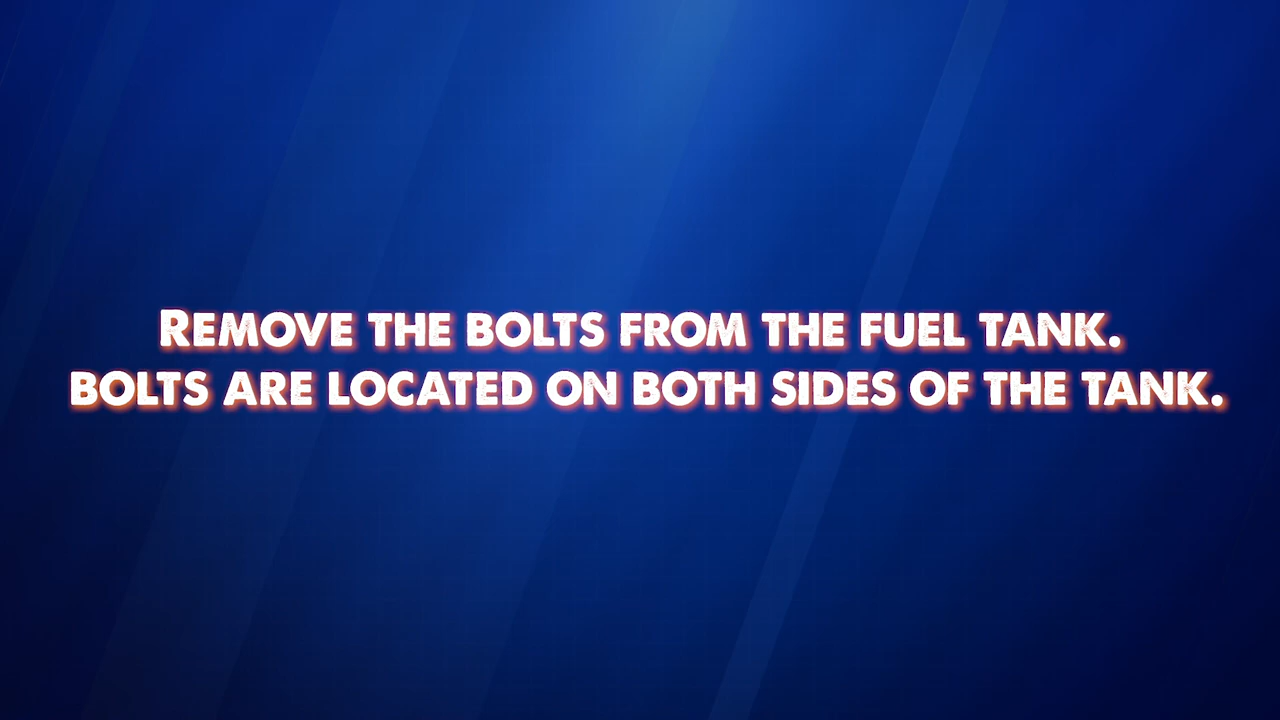 Remove the bolts from the fuel tank.
bolts are located on both sides of the tank.